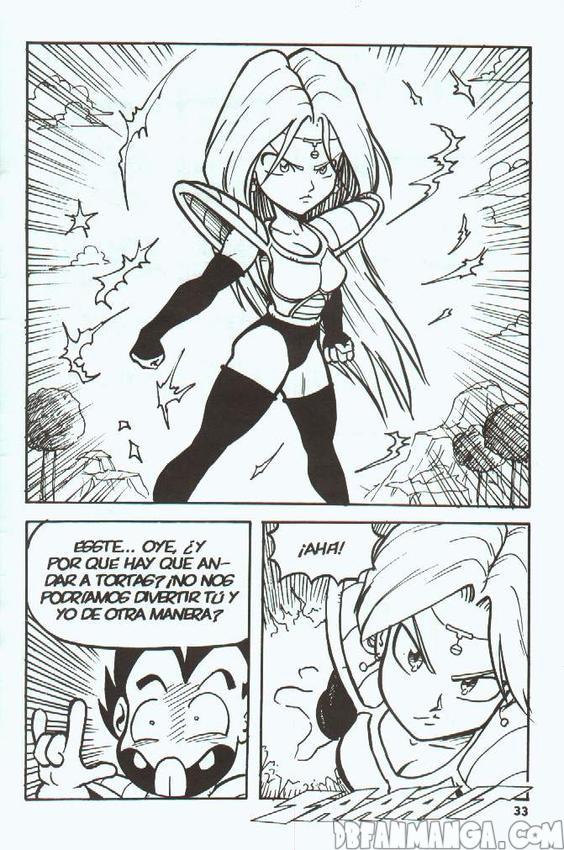 EGGTE... OYE, ¿Y
POR QUE HAY QUE AN-
DAR A TORTAS? ¡NO NOS
PODRÍAMOS DIVERTIR TÚ Y
YO DE OTRA MANERA?
¡AHA!
33
DBFANMANGA.COM